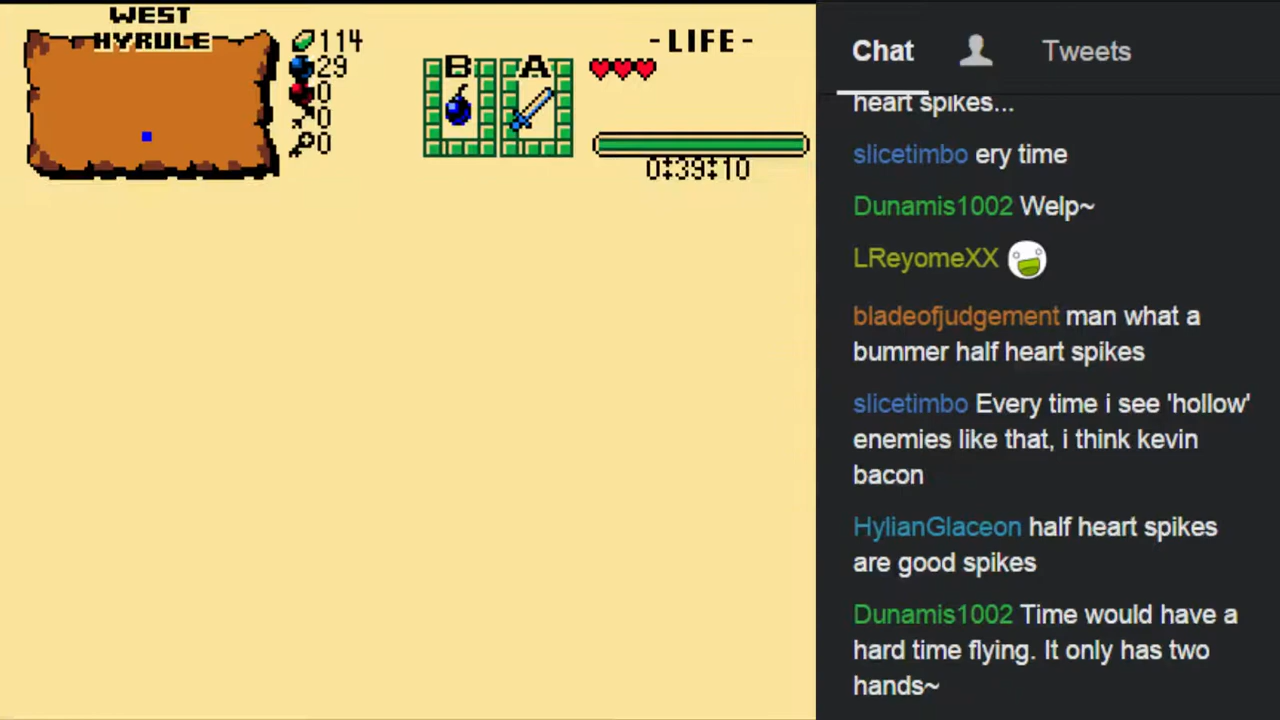 WEST
HYRULE
114
29
0
0
0
B
A
-LIFE-
0:39:10
Chat
Tweets
heart spikes...
slicetimbo ery time
Dunamis1002 Welp~
LReyomeXX
bladeofjudgement man what a
bummer half heart spikes
slicetimbo Every time i see 'hollow'
enemies like that, i think kevin
bacon
HylianGlaceon half heart spikes
are good spikes
Dunamis1002 Time would have a
hard time flying. It only has two
hands~